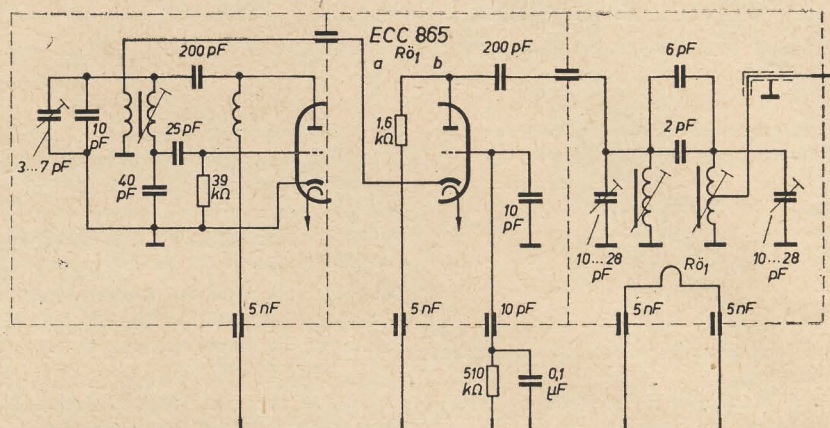 ECC 865
Rö1
a b
200 pF
200 pF
6 pF
10 pF
3...7 pF
25 pF
40 pF
39 kΩ
1,6 kΩ
10 pF
2 pF
10...28 pF
Rö1
10...28 pF
5 nF
5 nF
10 pF
5 nF
5 nF
510 kΩ
0,1 µF